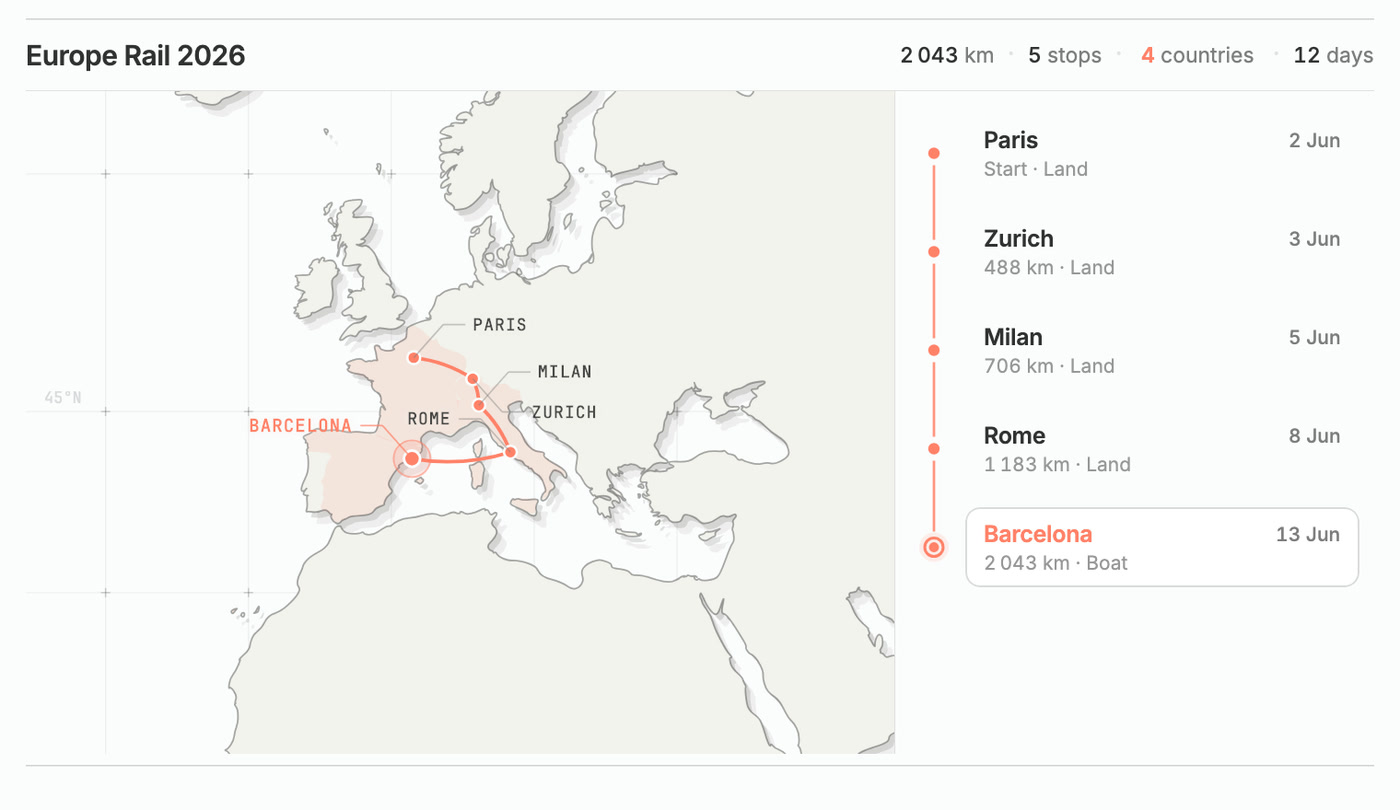 Europe Rail 2026
2 043 km · 5 stops · 4 countries · 12 days
PARIS
MILAN
45°N
ZURICH
ROME
BARCELONA
Paris 2 Jun
Start · Land
Zurich 3 Jun
488 km · Land
Milan 5 Jun
706 km · Land
Rome 8 Jun
1 183 km · Land
Barcelona 13 Jun
2 043 km · Boat